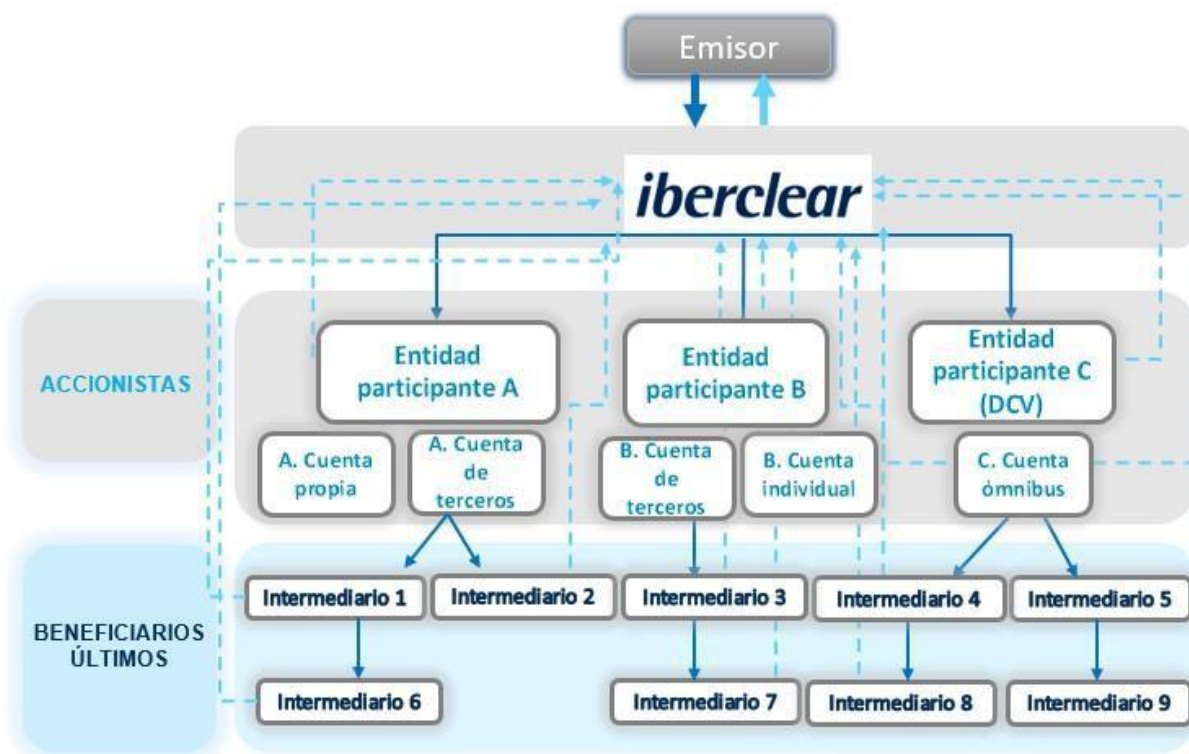 Emisor
iberclear
ACCIONISTAS
Entidad
participante A
Entidad
participante B
Entidad
participante C
(DCV)
A. Cuenta
propia
A. Cuenta
de
terceros
B. Cuenta
de
terceros
B. Cuenta
individual
C. Cuenta
ómnibus
BENEFICIARIOS
ÚLTIMOS
Intermediario 1
Intermediario 2
Intermediario 3
Intermediario 4
Intermediario 5
Intermediario 6
Intermediario 7
Intermediario 8
Intermediario 9